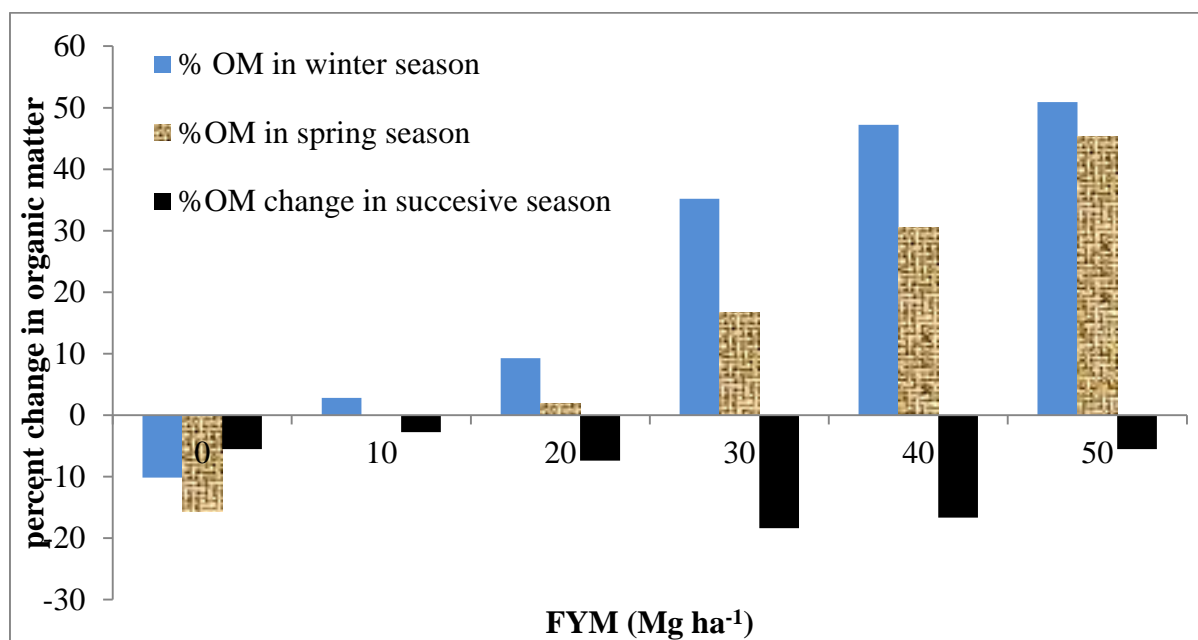 60
50
40
30
20
10
0
-10
-20
-30
percent change in organic matter
% OM in winter season
%OM in spring season
%OM change in succesive season
0 10 20 30 40 50
FYM (Mg ha-1)